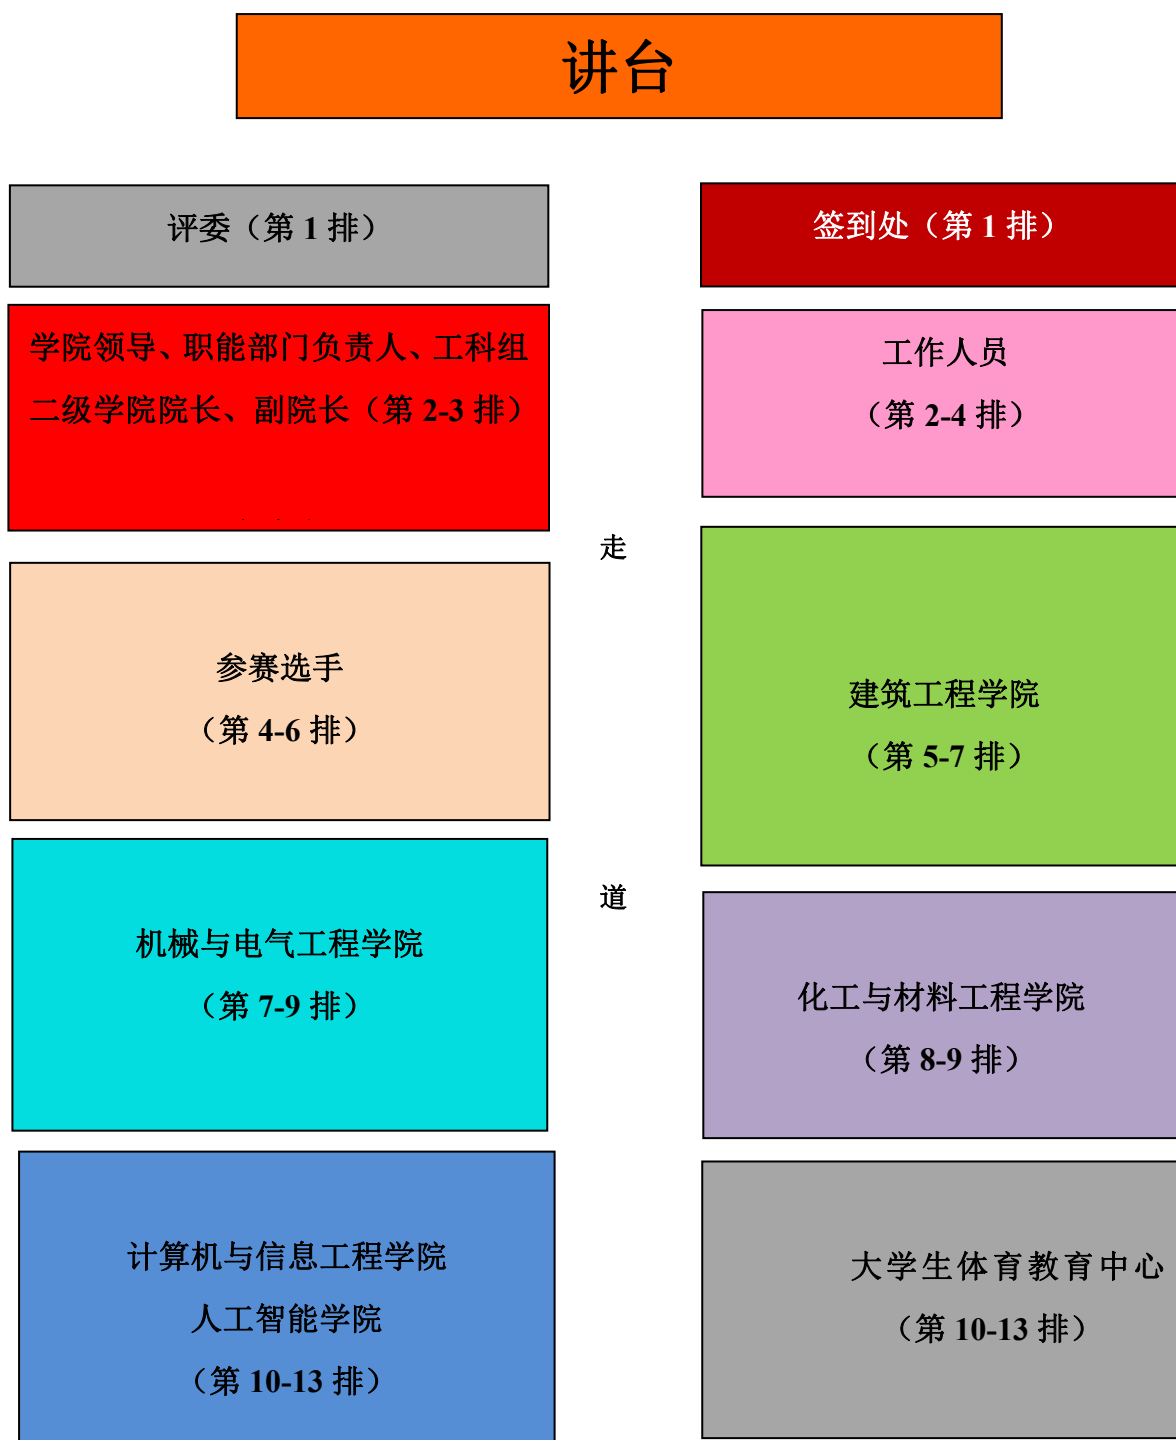 讲台
评委（第 1 排）
签到处（第 1 排）
学院领导、职能部门负责人、工科组
二级学院院长、副院长（第 2-3 排）
工作人员
（第 2-4 排）
走
参赛选手
（第 4-6 排）
建筑工程学院
（第 5-7 排）
道
机械与电气工程学院
（第 7-9 排）
化工与材料工程学院
（第 8-9 排）
计算机与信息工程学院
人工智能学院
（第 10-13 排）
大学生体育教育中心
（第 10-13 排）